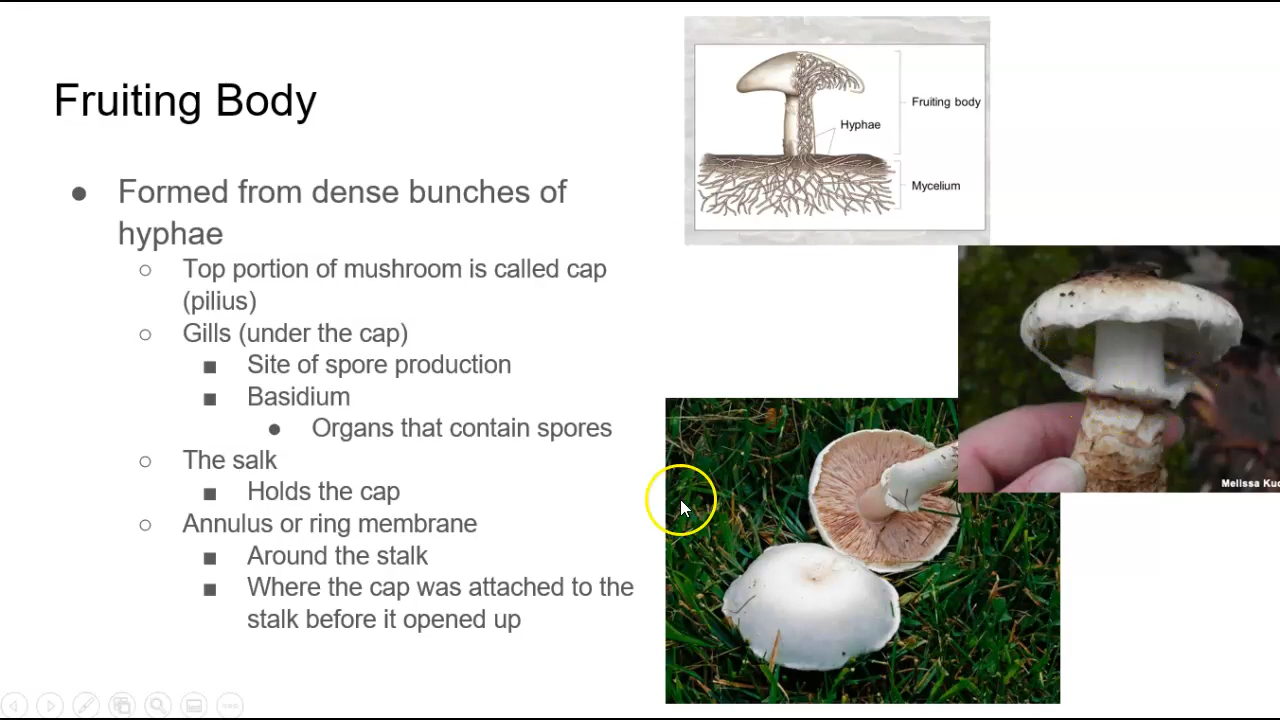 Fruiting Body
● Formed from dense bunches of
hyphae
○ Top portion of mushroom is called cap
(pilius)
○ Gills (under the cap)
■ Site of spore production
■ Basidium
● Organs that contain spores
○ The salk
■ Holds the cap
○ Annulus or ring membrane
■ Around the stalk
■ Where the cap was attached to the
stalk before it opened up
Fruiting body
Hyphae
Mycelium
Melissa Kuo